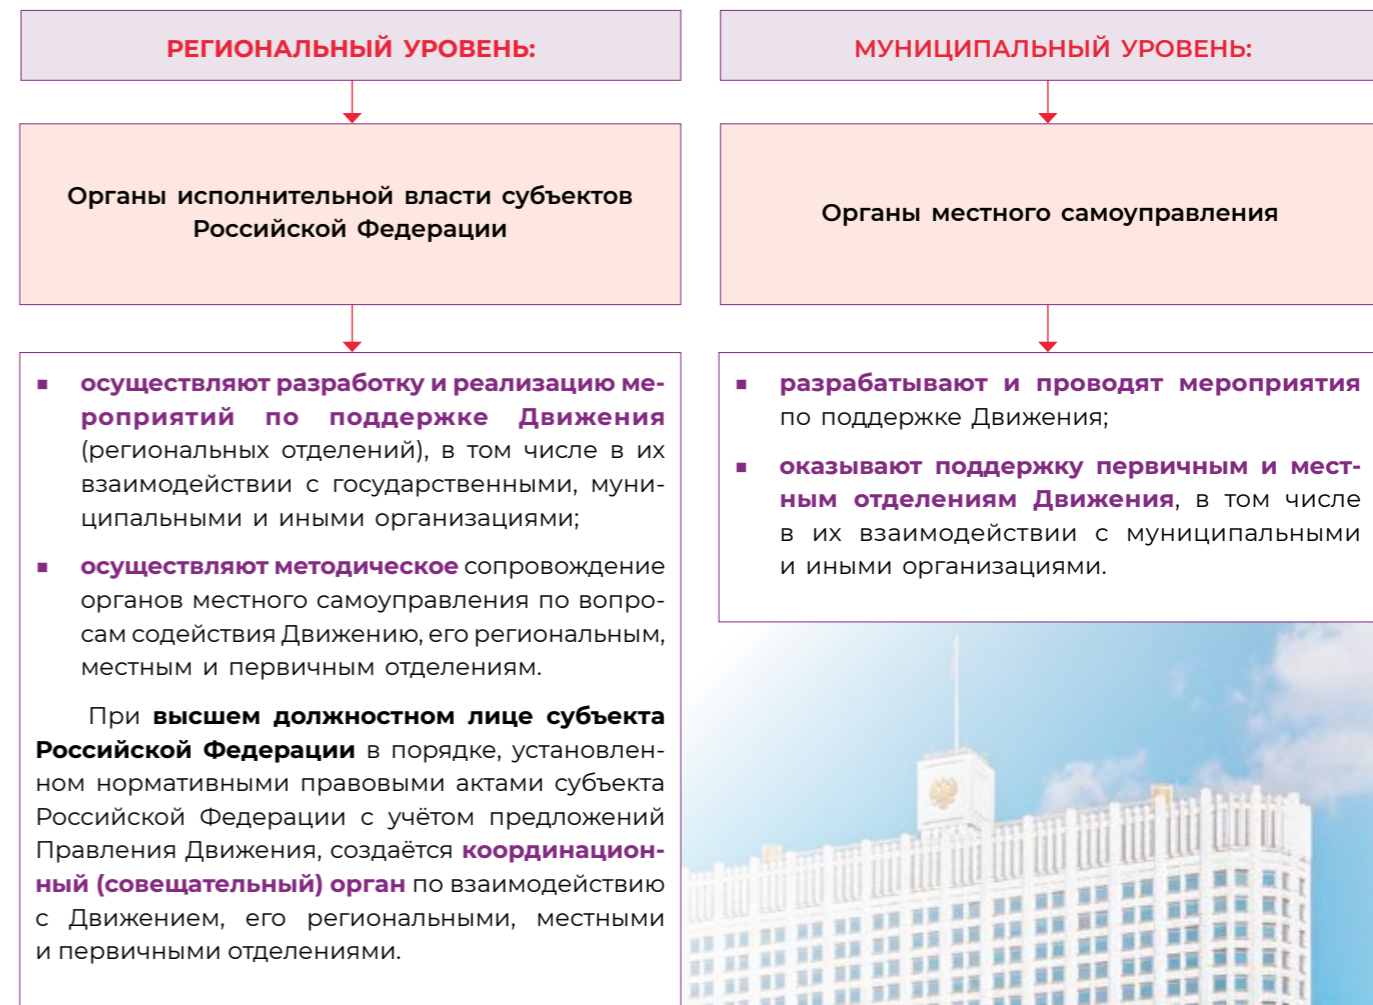 РЕГИОНАЛЬНЫЙ УРОВЕНЬ:
Органы исполнительной власти субъектов
Российской Федерации
▪ осуществляют разработку и реализацию ме-
роприятий по поддержке Движения
(региональных отделений), в том числе в их
взаимодействии с государственными, муни-
ципальными и иными организациями;
▪ осуществляют методическое сопровождение
органов местного самоуправления по вопро-
сам содействия Движению, его региональным,
местным и первичным отделениям.
При высшем должностном лице субъекта
Российской Федерации в порядке, установлен-
ном нормативными правовыми актами субъекта
Российской Федерации с учётом предложений
Правления Движения, создаётся координацион-
ный (совещательный) орган по взаимодействию
с Движением, его региональными, местными
и первичными отделениями.
МУНИЦИПАЛЬНЫЙ УРОВЕНЬ:
Органы местного самоуправления
▪ разрабатывают и проводят мероприятия
по поддержке Движения;
▪ оказывают поддержку первичным и мест-
ным отделениям Движения, в том числе
в их взаимодействии с муниципальными
и иными организациями.